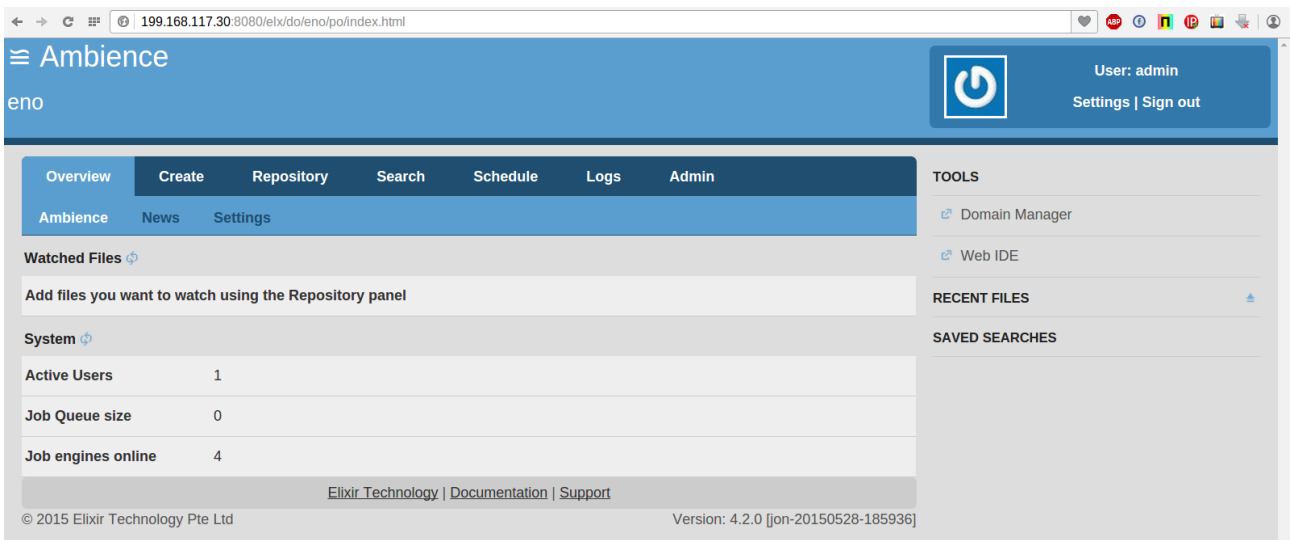 199.168.117.30:8080/elx/do/eno/po/index.html
ABP
Ambience
eno
User: admin
Settings | Sign out
Overview Create Repository Search Schedule Logs Admin
Ambience News Settings
Watched Files
Add files you want to watch using the Repository panel
System
Active Users 1
Job Queue size 0
Job engines online 4
Elixir Technology | Documentation | Support
© 2015 Elixir Technology Pte Ltd Version: 4.2.0 [jon-20150528-185936]
TOOLS
Domain Manager
Web IDE
RECENT FILES
SAVED SEARCHES